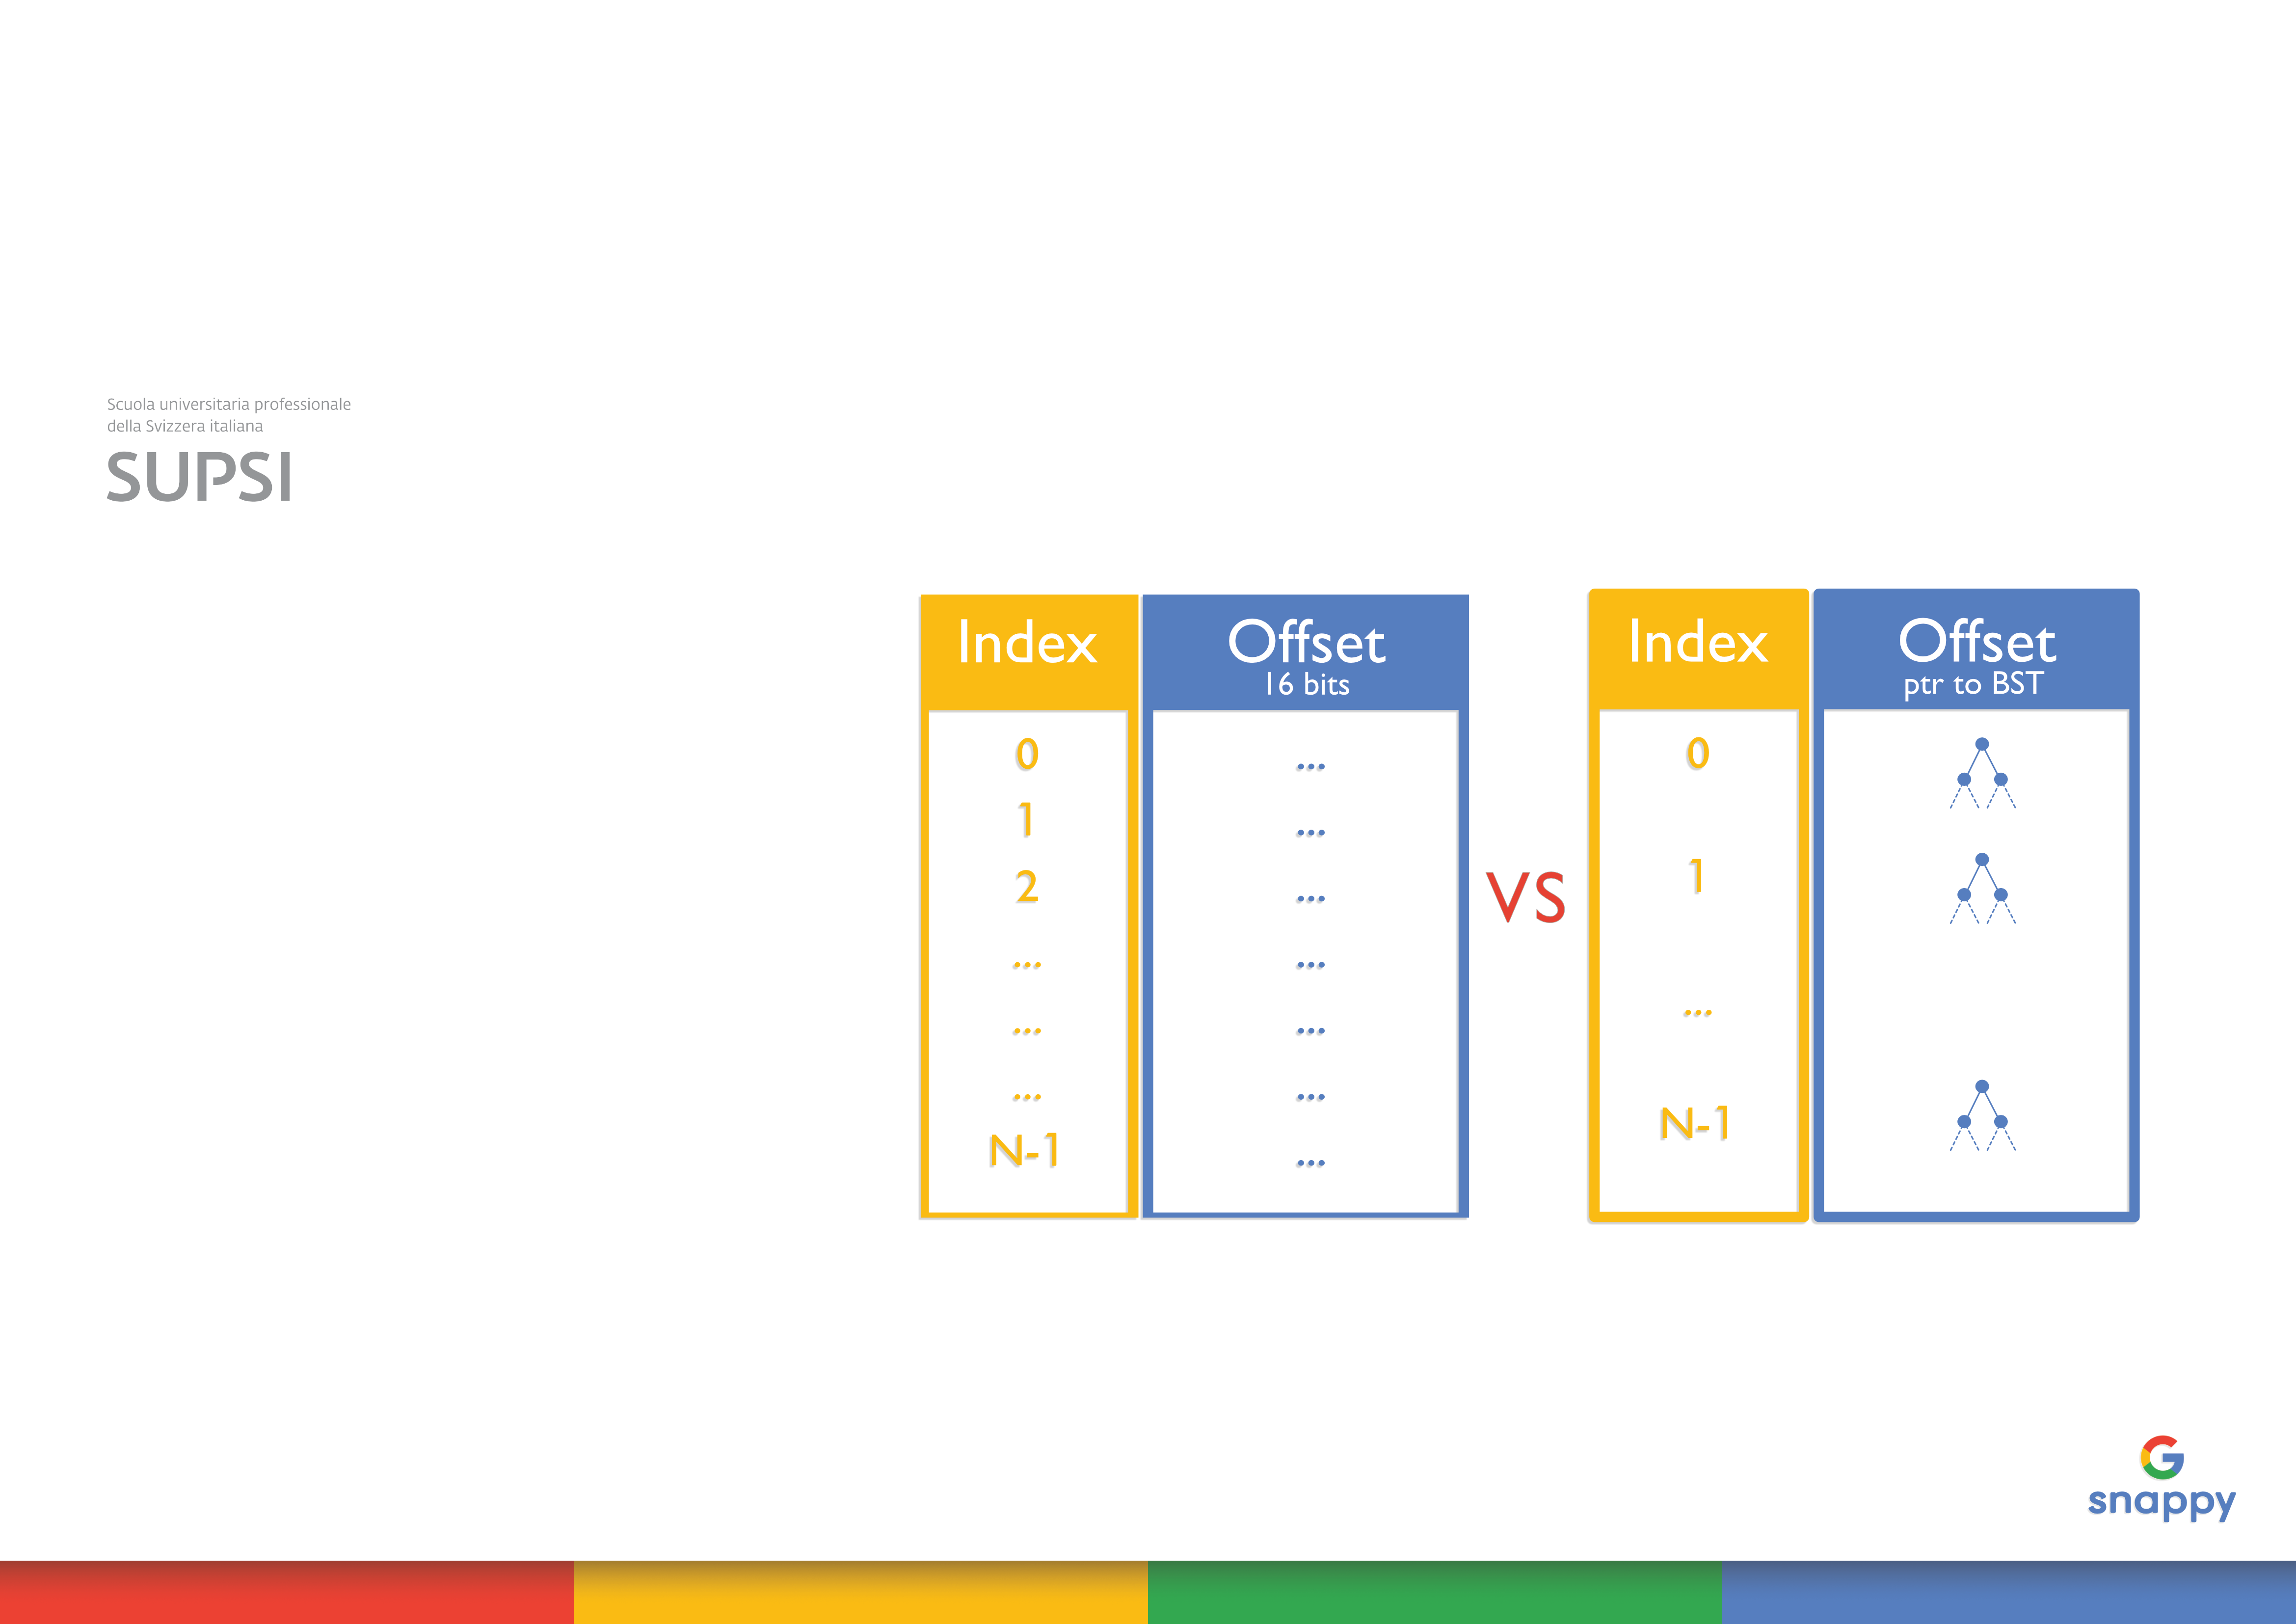 Scuola universitaria professionale
della Svizzera italiana
SUPSI
Index
Offset
16 bits
0
...
1
...
2
...
...
...
...
...
...
...
N-1
...
VS
Index
Offset
ptr to BST
0
1
...
N-1
G
snappy